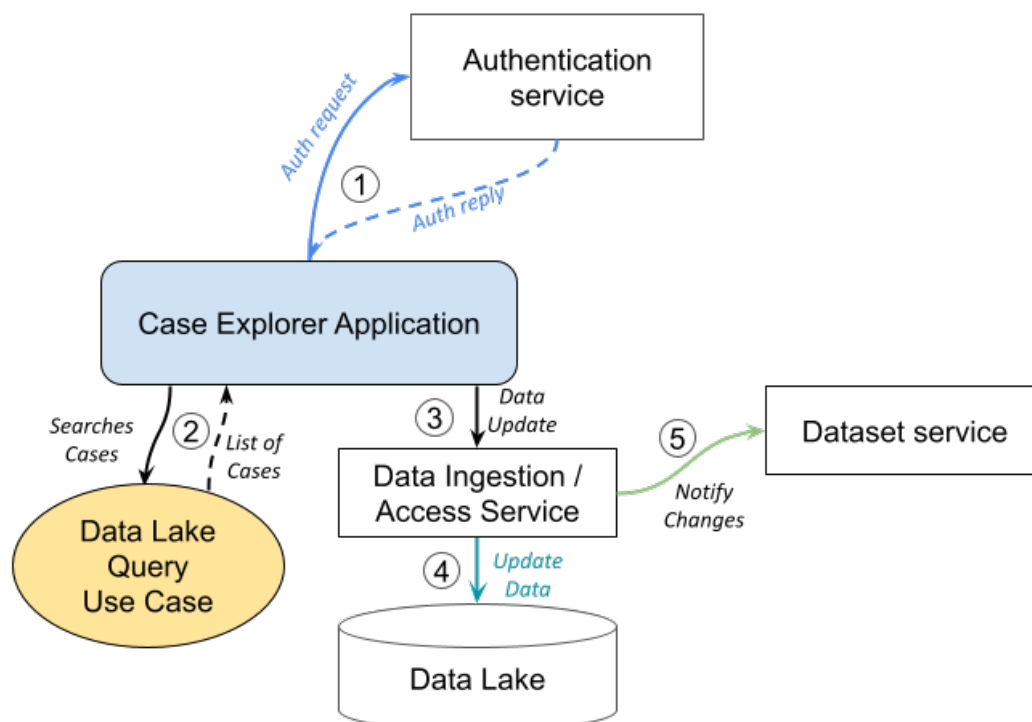 Authentication
service
Auth request
1
Auth reply
Case Explorer Application
Searches
Cases
2
List of
Cases
3
Data
Update
5
Dataset service
Notify
Changes
Data Ingestion /
Access Service
Data Lake
Query
Use Case
4
Update
Data
Data Lake